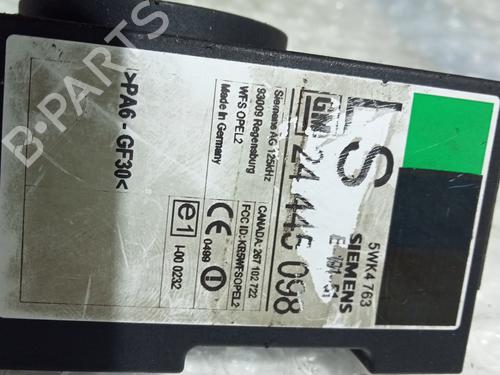 LS
5WK4 763
SIEMENS
GM
24 445 098
Siemens AG 125kHz
93009 Regensburg
WFS OPEL2
Made in Germany
CANADA: 267 102 722
FCC ID: KR5WFSOPEL2
CE 0499
e1
I-00 0232
>PA6 - GF30<
B-PARTS